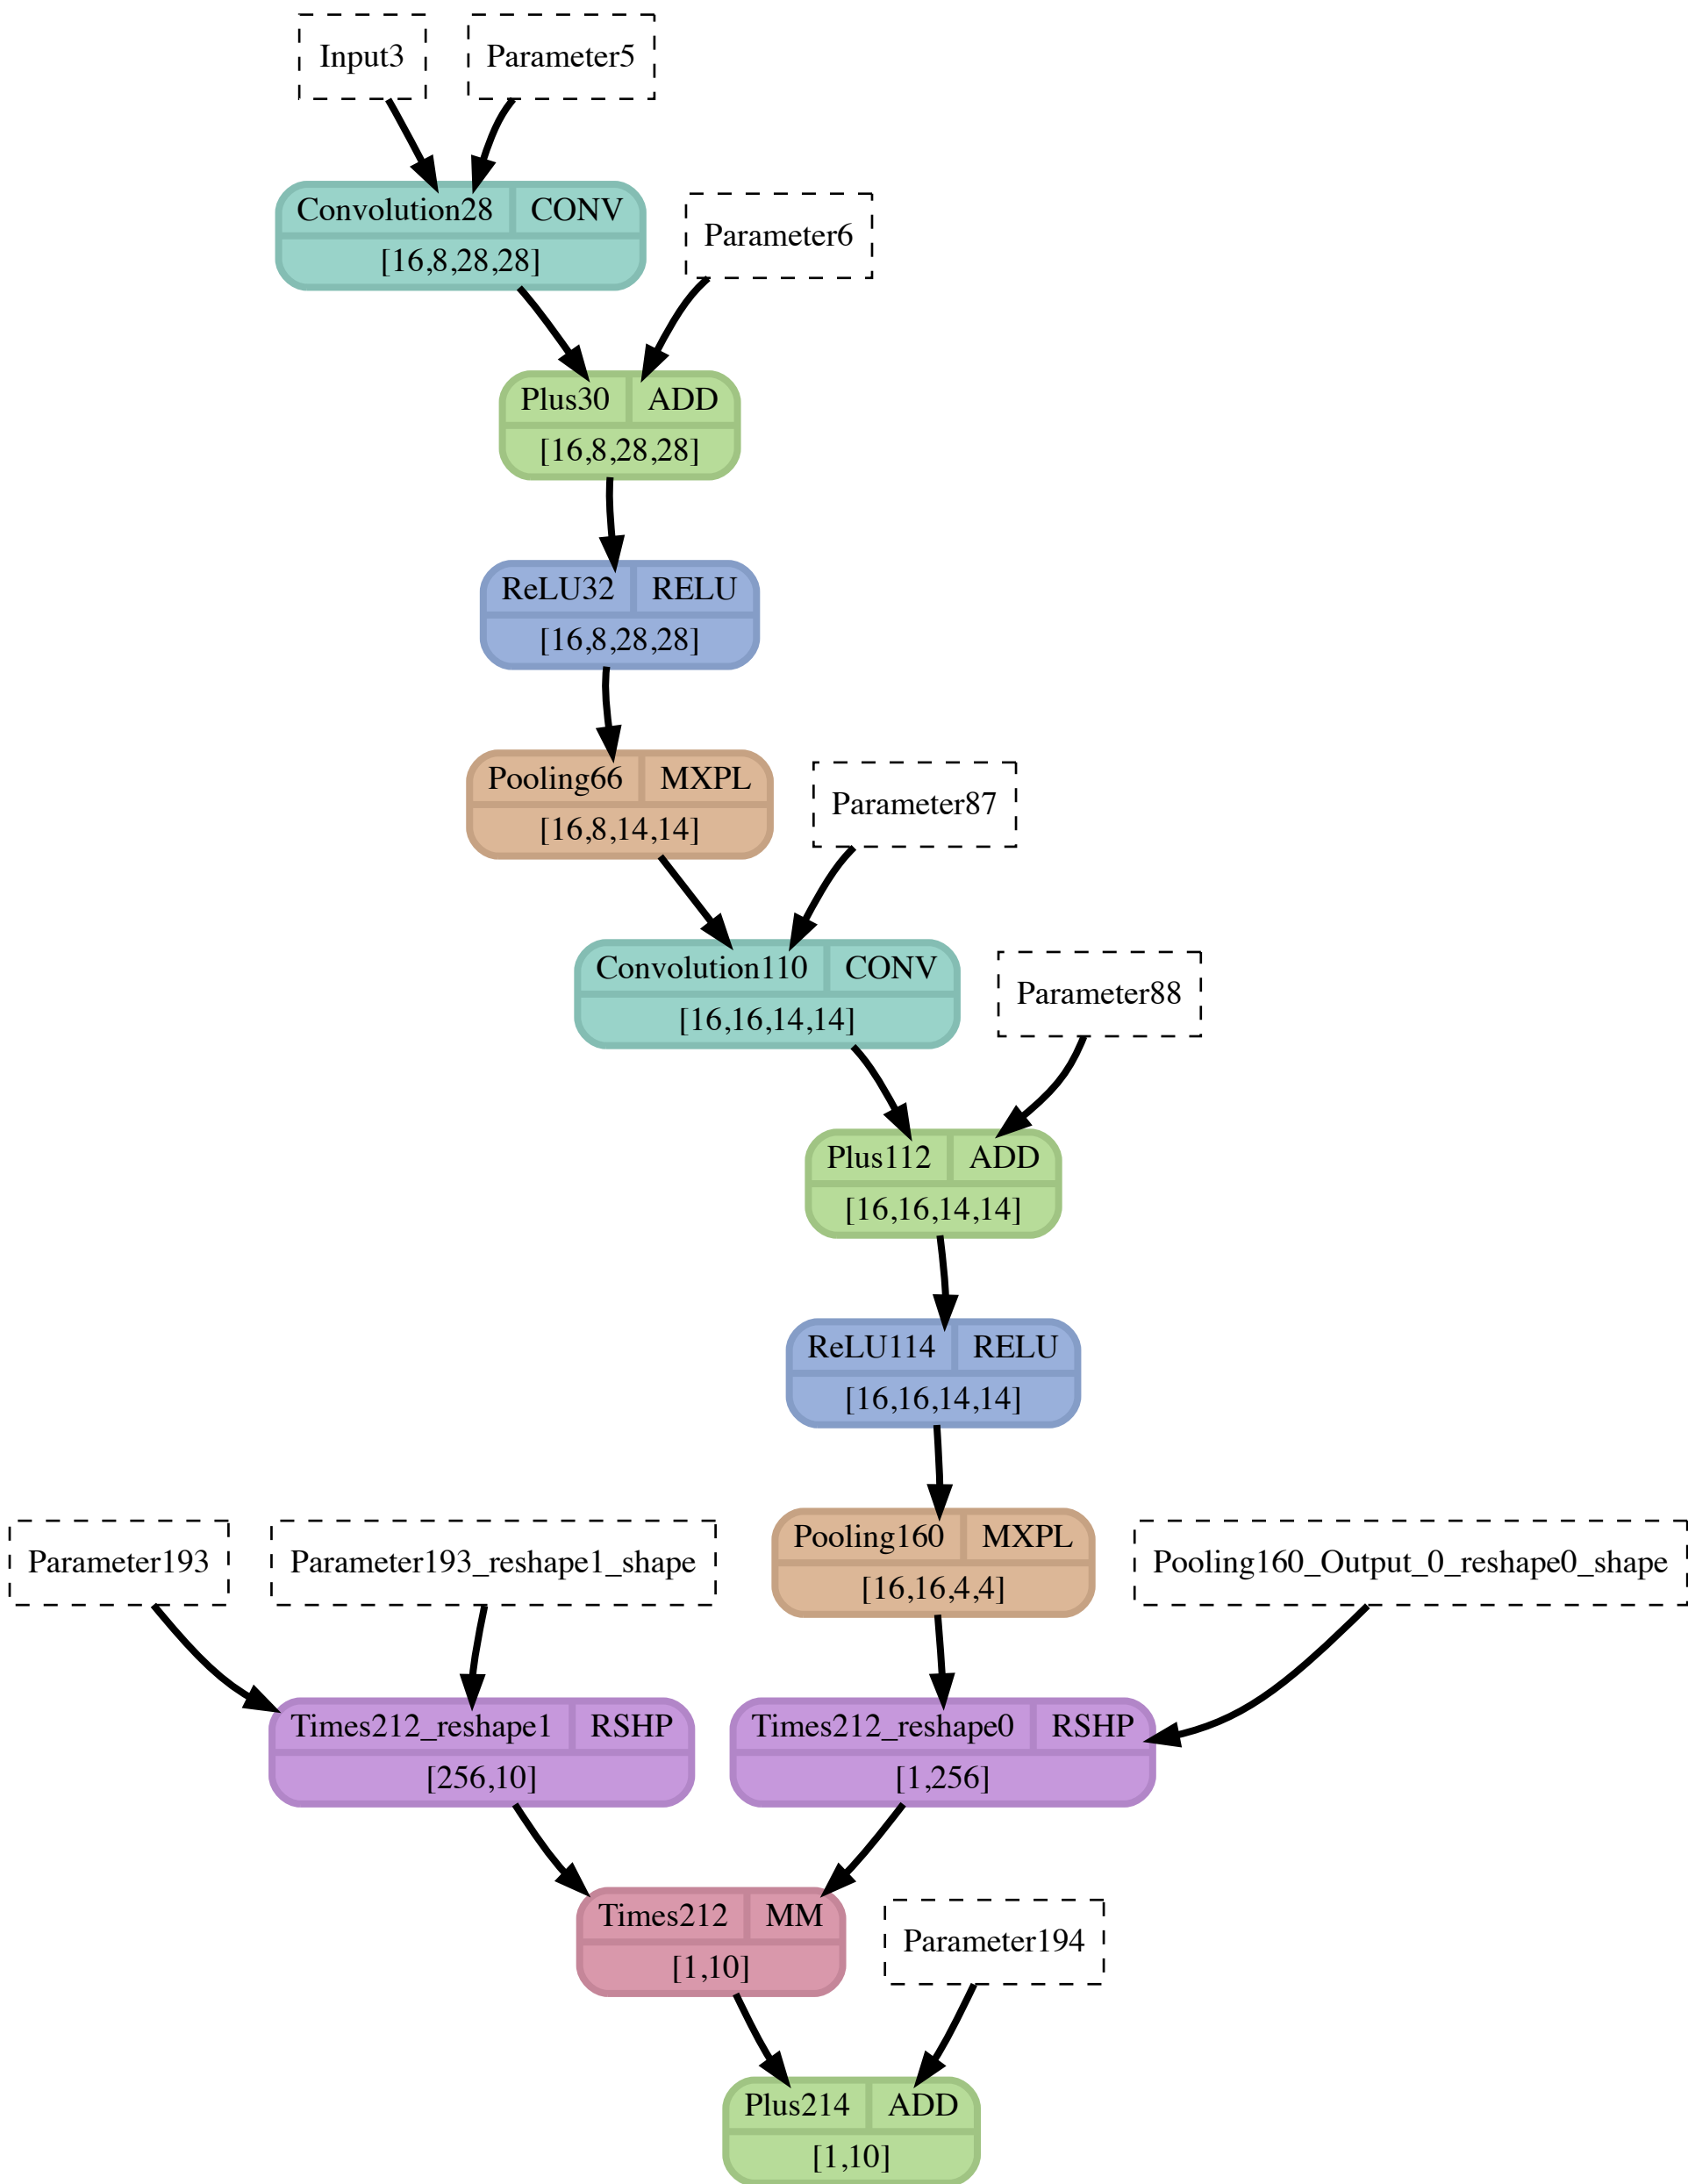 Input3
Parameter5
Convolution28 CONV
[16,8,28,28]
Parameter6
Plus30 ADD
[16,8,28,28]
ReLU32 RELU
[16,8,28,28]
Pooling66 MXPL
[16,8,14,14]
Parameter87
Convolution110 CONV
[16,16,14,14]
Parameter88
Plus112 ADD
[16,16,14,14]
ReLU114 RELU
[16,16,14,14]
Parameter193
Parameter193_reshape1_shape
Pooling160 MXPL
[16,16,4,4]
Pooling160_Output_0_reshape0_shape
Times212_reshape1 RSHP
[256,10]
Times212_reshape0 RSHP
[1,256]
Times212 MM
[1,10]
Parameter194
Plus214 ADD
[1,10]